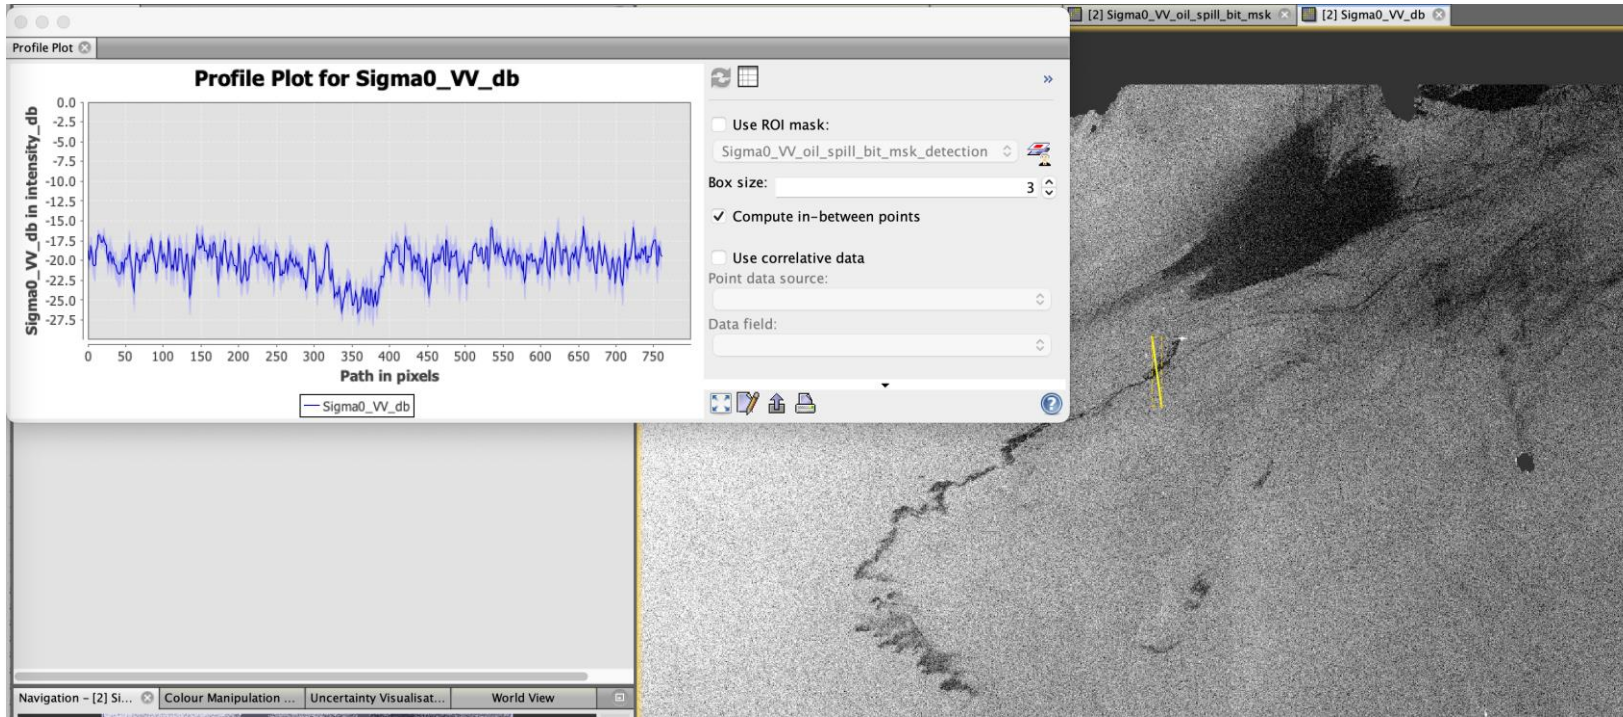 [2] Sigma0_VV_oil_spill_bit_msk
[2] Sigma0_VV_db
Profile Plot
Profile Plot for Sigma0_VV_db
Sigma0_VV_db in intensity_db
0.0
-2.5
-5.0
-7.5
-10.0
-12.5
-15.0
-17.5
-20.0
-22.5
-25.0
-27.5
0 50 100 150 200 250 300 350 400 450 500 550 600 650 700 750
Path in pixels
Sigma0_VV_db
»
Use ROI mask:
Sigma0_VV_oil_spill_bit_msk_detection
Box size:
3
Compute in-between points
Use correlative data
Point data source:
Data field:
?
Navigation - [2] Si...
Colour Manipulation ...
Uncertainty Visualisat...
World View